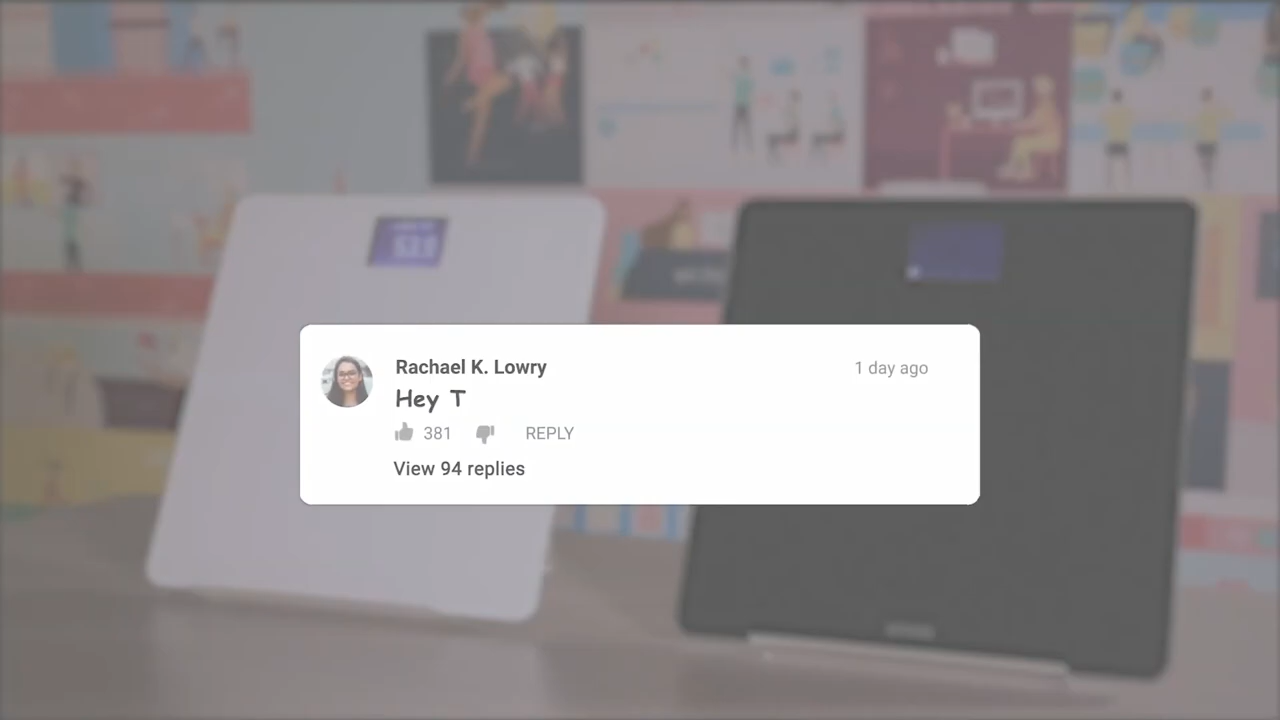 Rachael K. Lowry
1 day ago
Hey T
381
REPLY
View 94 replies